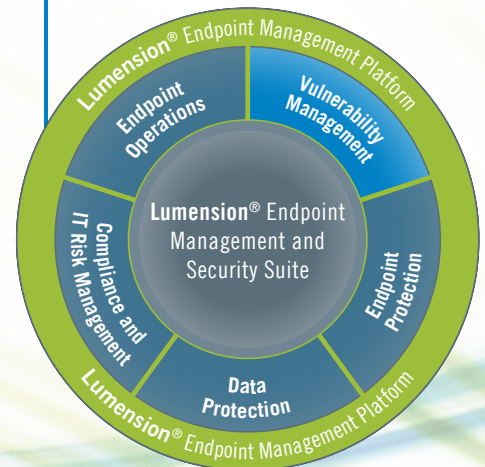 Lumension® Endpoint Management Platform
Endpoint
Operations
Vulnerability
Management
Lumension® Endpoint
Management and
Security Suite
Compliance and
IT Risk Management
Endpoint
Protection
Data
Protection
Lumension® Endpoint Management Platform